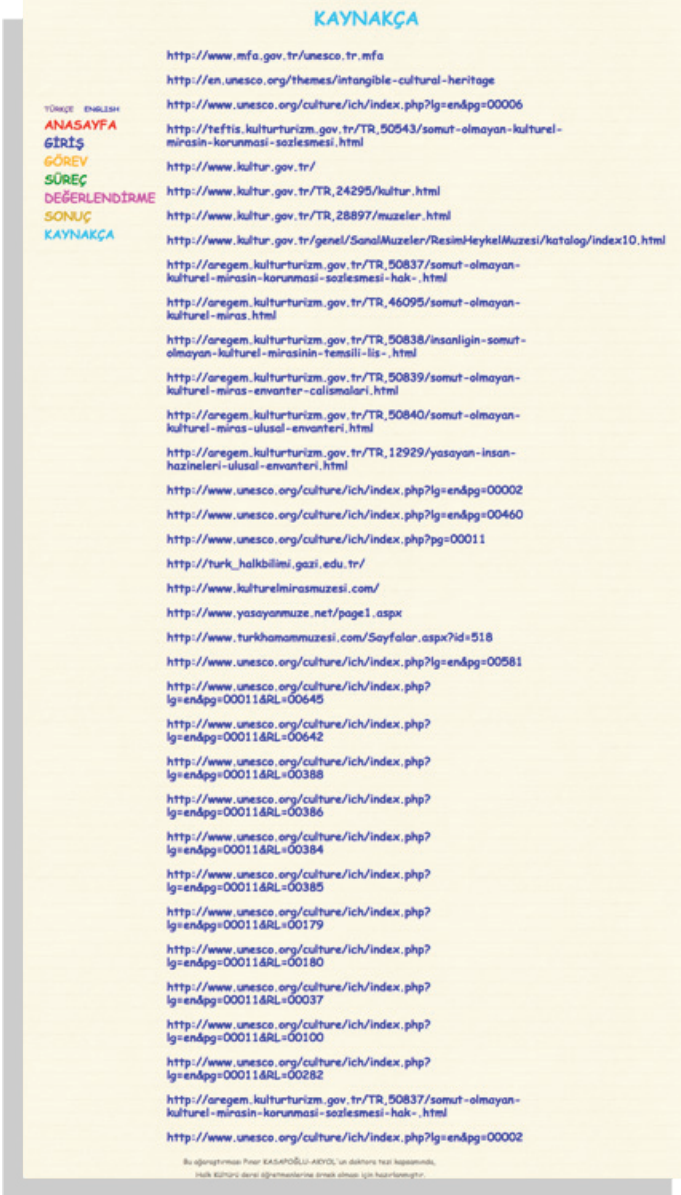 KAYNAKÇA
TÜRKÇE ENGLISH
ANASAYFA
GİRİŞ
GÖREV
SÜREÇ
DEĞERLENDİRME
SONUÇ
KAYNAKÇA
http://www.mfa.gov.tr/unesco.tr.mfa
http://en.unesco.org/themes/intangible-cultural-heritage
http://www.unesco.org/culture/ich/index.php?lg=en&pg=00006
http://teftis.kulturturizm.gov.tr/TR,50543/somut-olmayan-kulturel-
mirasin-korunmasi-sozlesmesi.html
http://www.kultur.gov.tr/
http://www.kultur.gov.tr/TR,24295/kultur.html
http://www.kultur.gov.tr/TR,28897/muzeler.html
http://www.kultur.gov.tr/genel/SanalMuzeler/ResimHeykelMuzesi/katalog/index10.html
http://aregem.kulturturizm.gov.tr/TR,50837/somut-olmayan-
kulturel-mirasin-korunmasi-sozlesmesi-hak-.html
http://aregem.kulturturizm.gov.tr/TR,46095/somut-olmayan-
kulturel-miras.html
http://aregem.kulturturizm.gov.tr/TR,50838/insanligin-somut-
olmayan-kulturel-mirasinin-temsili-lis-.html
http://aregem.kulturturizm.gov.tr/TR,50839/somut-olmayan-
kulturel-miras-envanter-calismalari.html
http://aregem.kulturturizm.gov.tr/TR,50840/somut-olmayan-
kulturel-miras-ulusal-envanteri.html
http://aregem.kulturturizm.gov.tr/TR,12929/yasayan-insan-
hazineleri-ulusal-envanteri.html
http://www.unesco.org/culture/ich/index.php?lg=en&pg=00002
http://www.unesco.org/culture/ich/index.php?lg=en&pg=00460
http://www.unesco.org/culture/ich/index.php?pg=00011
http://turk_halkbilimi.gazi.edu.tr/
http://www.kulturelmirasmuzesi.com/
http://www.yasayanmuze.net/page1.aspx
http://www.turkhamammuzesi.com/Sayfalar.aspx?id=518
http://www.unesco.org/culture/ich/index.php?lg=en&pg=00581
http://www.unesco.org/culture/ich/index.php?
lg=en&pg=00011&RL=00645
http://www.unesco.org/culture/ich/index.php?
lg=en&pg=00011&RL=00642
http://www.unesco.org/culture/ich/index.php?
lg=en&pg=00011&RL=00388
http://www.unesco.org/culture/ich/index.php?
lg=en&pg=00011&RL=00386
http://www.unesco.org/culture/ich/index.php?
lg=en&pg=00011&RL=00384
http://www.unesco.org/culture/ich/index.php?
lg=en&pg=00011&RL=00385
http://www.unesco.org/culture/ich/index.php?
lg=en&pg=00011&RL=00179
http://www.unesco.org/culture/ich/index.php?
lg=en&pg=00011&RL=00180
http://www.unesco.org/culture/ich/index.php?
lg=en&pg=00011&RL=00037
http://www.unesco.org/culture/ich/index.php?
lg=en&pg=00011&RL=00100
http://www.unesco.org/culture/ich/index.php?
lg=en&pg=00011&RL=00282
http://aregem.kulturturizm.gov.tr/TR,50837/somut-olmayan-
kulturel-mirasin-korunmasi-sozlesmesi-hak-.html
http://www.unesco.org/culture/ich/index.php?lg=en&pg=00002
Bu ağaraştırması Pınar KASAPOĞLU-AKYOL'un doktora tezi kapsamında,
Halk Kültürü dersi öğretmenlerine örnek olması için hazırlanmıştır.